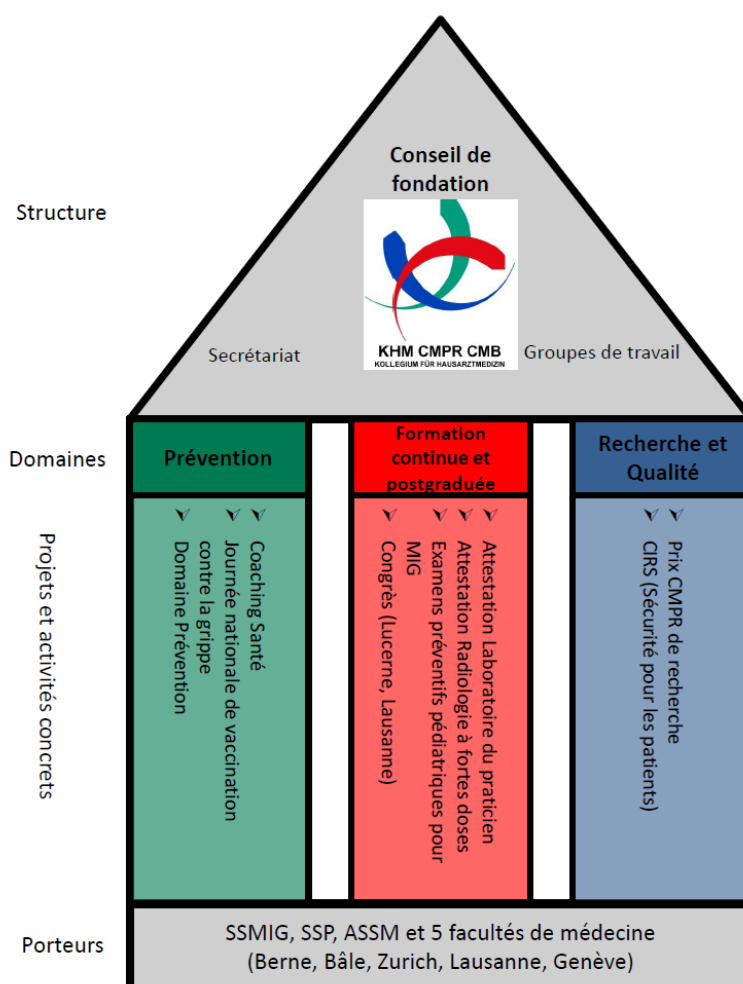 Structure
Conseil de
fondation
KHM CMPR CMB
KOLLEGIUM FÜR HAUSARZTMEDIZIN
Secrétariat
Groupes de travail
Domaines
Prévention
Formation
continue et
postgraduée
Recherche et
Qualité
Projets et activités concrets
Coaching Santé
Journée nationale de vaccination
contre la grippe
Domaine Prévention
Attestation Laboratoire du praticien
Attestation Radiologie à fortes doses
Examens préventifs pédiatriques pour
MIG
Congrès (Lucerne, Lausanne)
Prix CMPR de recherche
CIRS (Sécurité pour les patients)
Porteurs
SSMIG, SSP, ASSM et 5 facultés de médecine
(Berne, Bâle, Zurich, Lausanne, Genève)